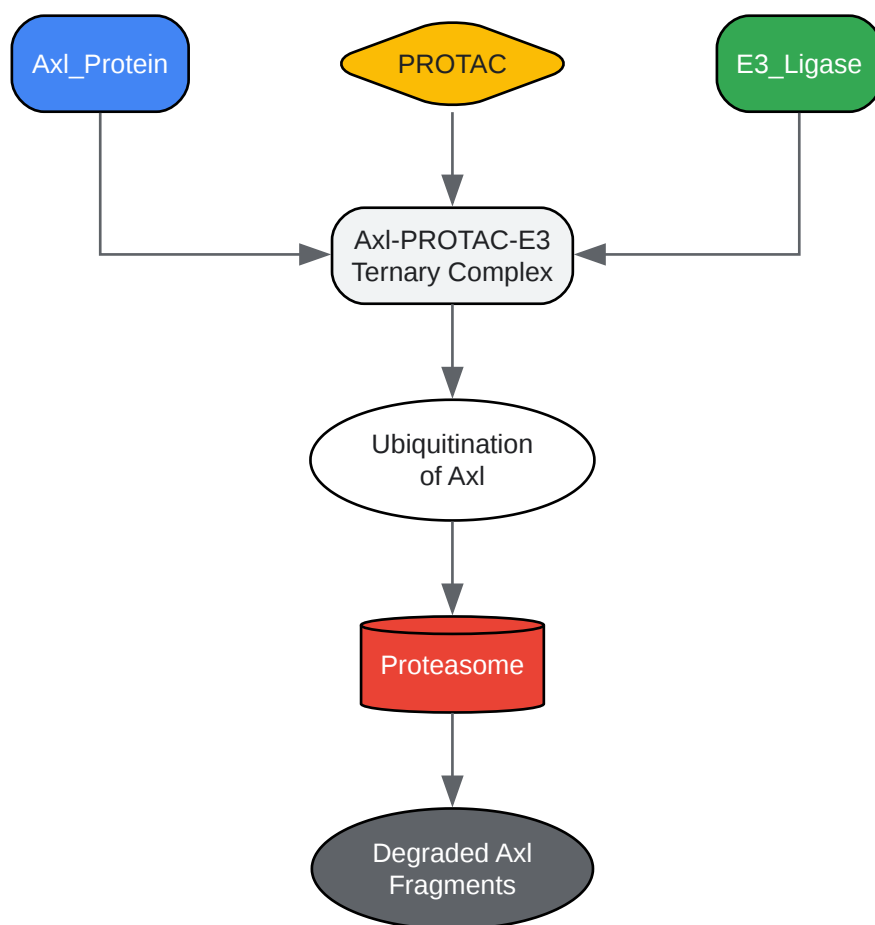 Axl_Protein
PROTAC
E3_Ligase
Axl-PROTAC-E3
Ternary Complex
Ubiquitination
of Axl
Proteasome
Degraded Axl
Fragments